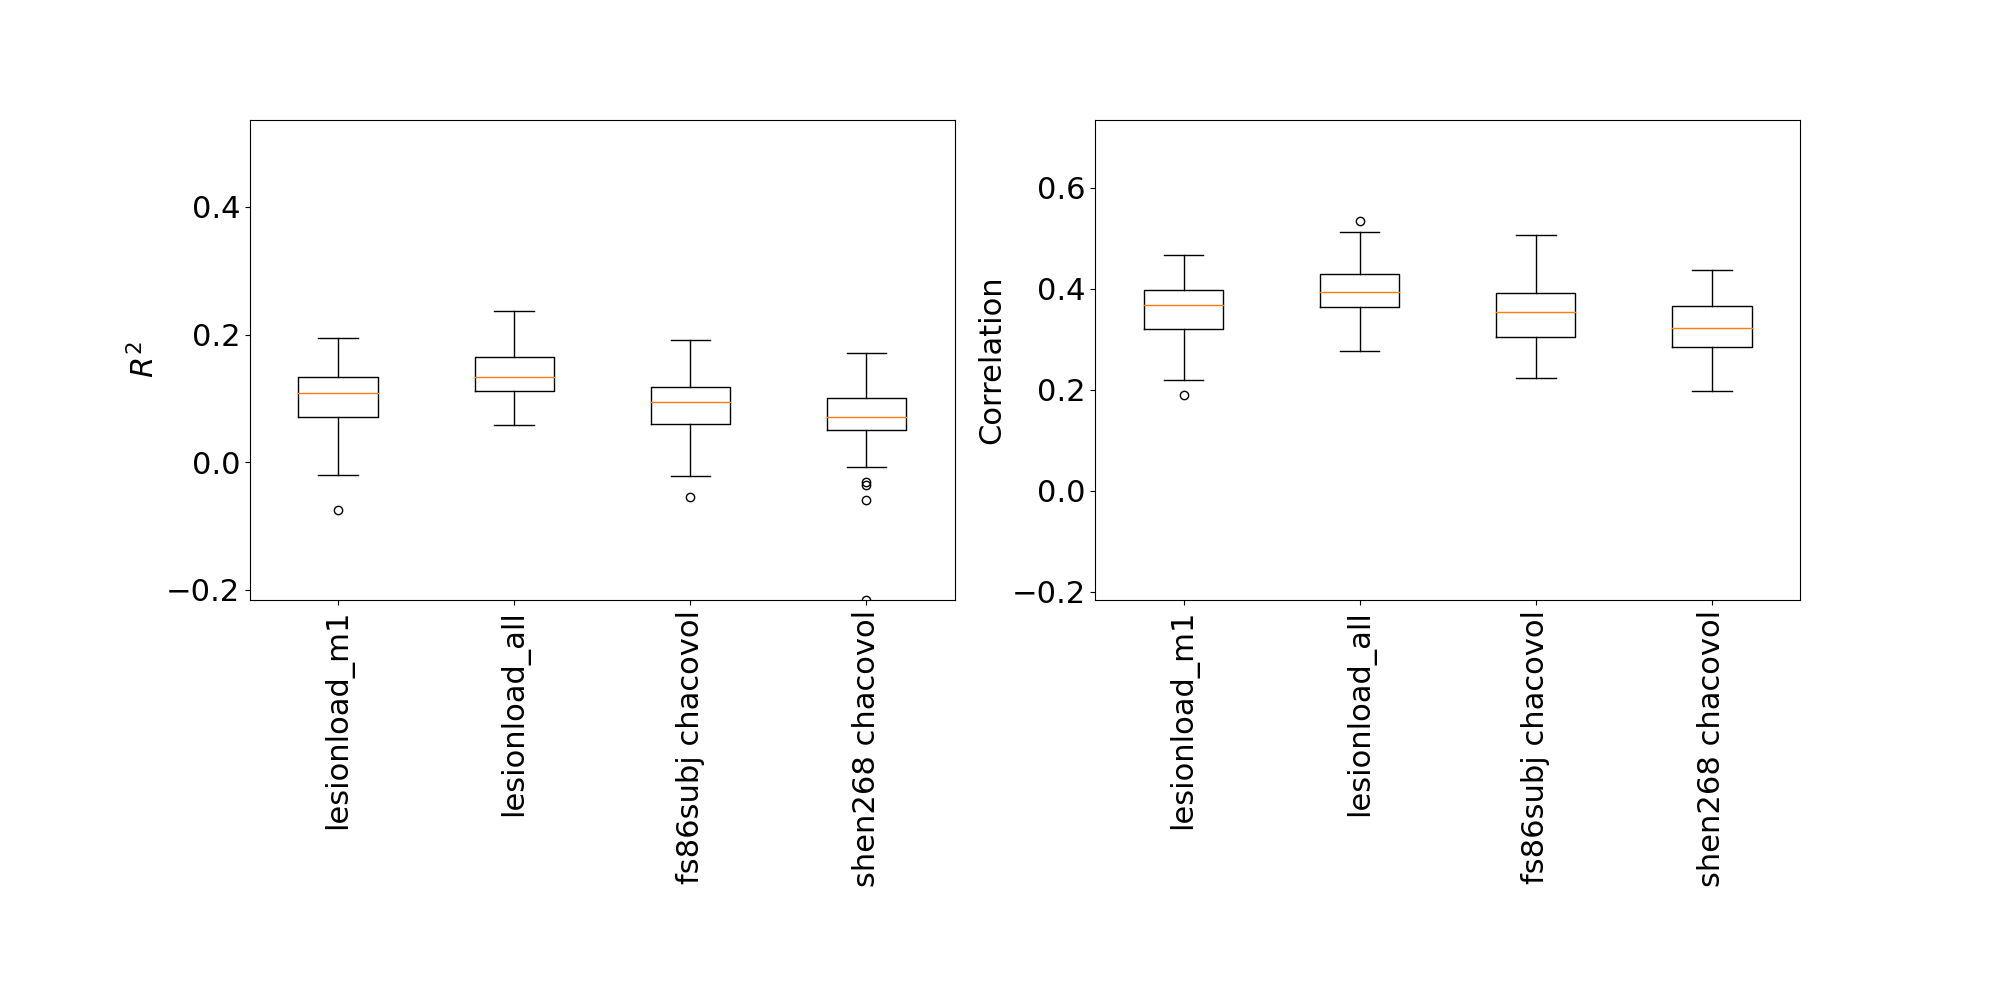 R²
0.4
0.2
0.0
−0.2
lesionload_m1
lesionload_all
fs86subj chacovol
shen268 chacovol
Correlation
0.6
0.4
0.2
0.0
−0.2
lesionload_m1
lesionload_all
fs86subj chacovol
shen268 chacovol